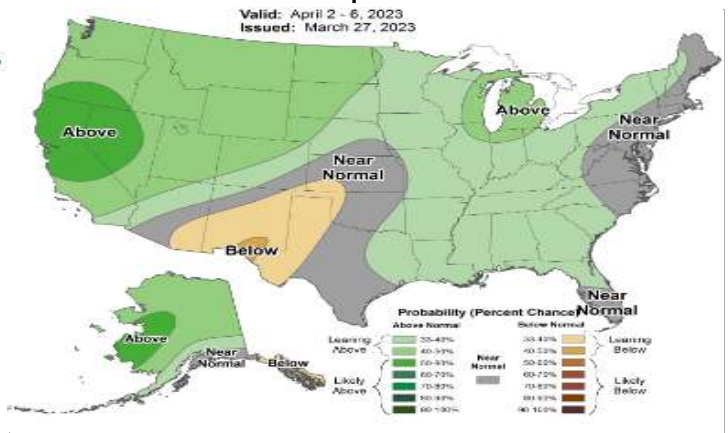 Valid: April 2 - 6, 2023
Issued: March 27, 2023
Above
Above
Near
Normal
Near
Normal
Below
Near
Normal
Above
Near
Normal
Below
Probability (Percent Chance)
Above Normal
Below Normal
Leaning
Above
33-40%
40-50%
Likely
Above
50-60%
60-70%
70-80%
80-90%
90-100%
Near
Normal
33-40%
40-50%
Leaning
Below
50-60%
60-70%
70-80%
80-90%
90-100%
Likely
Below